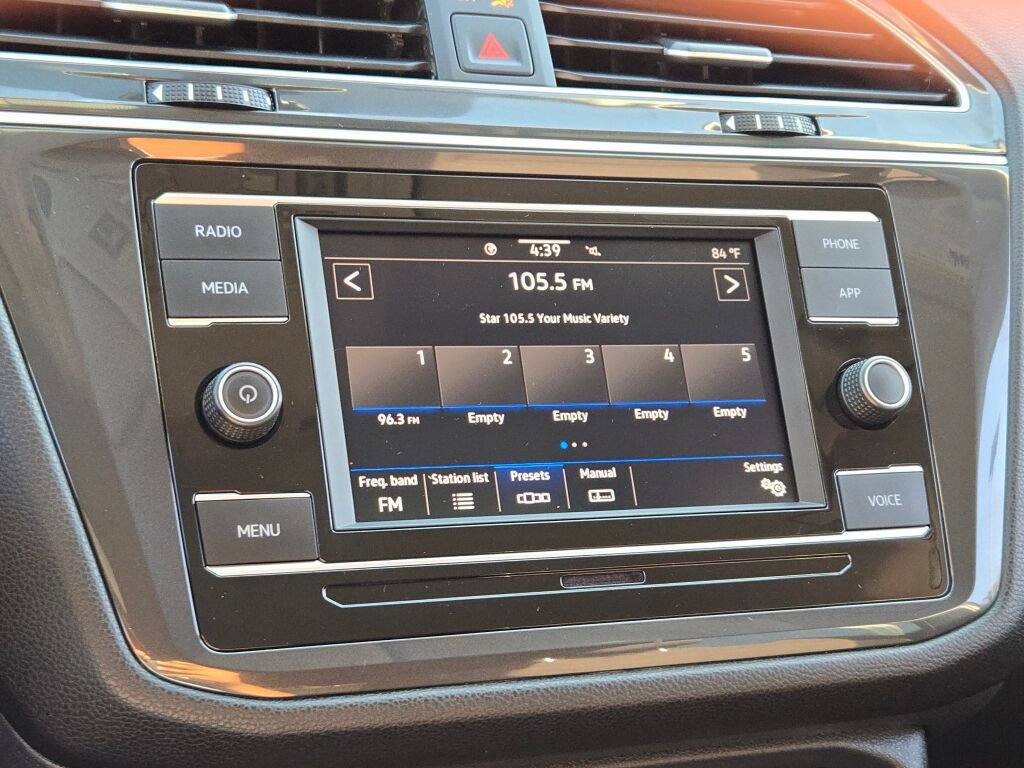 RADIO
MEDIA
MENU
4:39
84 °F
<
105.5 FM
>
Star 105.5 Your Music Variety
1
2
3
4
5
96.3 FM
Empty
Empty
Empty
Empty
Freq. band
FM
Station list
Presets
Manual
Settings
PHONE
APP
VOICE